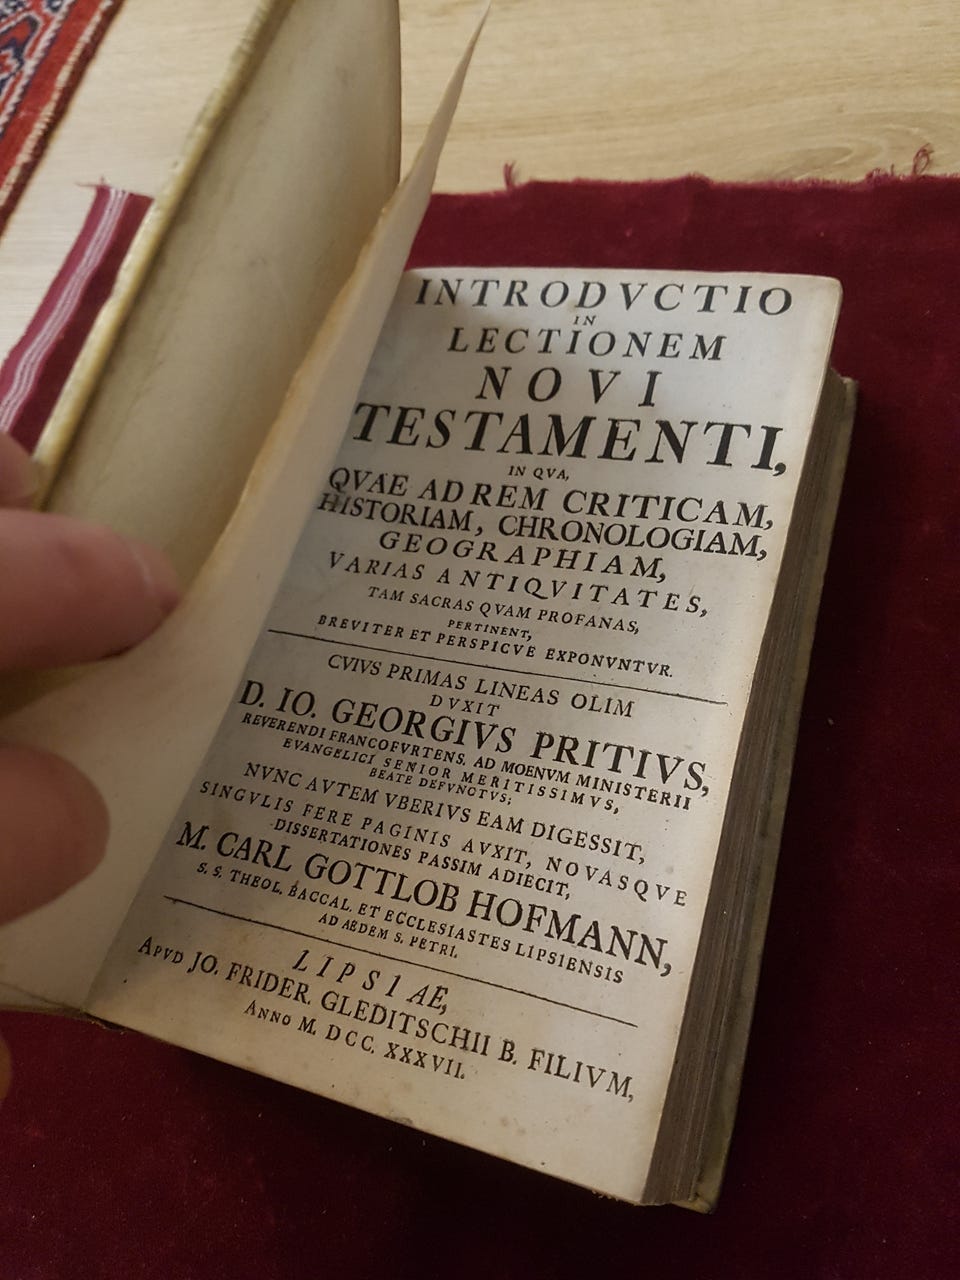 INTRODVCTIO
IN
LECTIONEM
NOVI
TESTAMENTI,
IN QVA,
QVAE AD REM CRITICAM,
HISTORIAM, CHRONOLOGIAM,
GEOGRAPHIAM,
VARIAS ANTIQVITATES,
TAM SACRAS QVAM PROFANAS,
PERTINENT,
BREVITER ET PERSPICVE EXPONVNTVR.
CVIVS PRIMAS LINEAS OLIM
DVXIT
D. IO. GEORGIVS PRITIVS,
REVERENDI FRANCOFVRTENS. AD MOENVM MINISTERII
EVANGELICI SENIOR MERITISSIMVS,
BEATE DEFVNCTVS;
NVNC AVTEM VBERIVS EAM DIGESSIT,
SINGVLIS FERE PAGINIS AVXIT, NOVASQVE
DISSERTATIONES PASSIM ADIECIT,
M. CARL GOTTLOB HOFMANN,
S. S. THEOL. BACCAL. ET ECCLESIASTES LIPSIENSIS
AD AEDEM S. PETRI.
LIPSIAE,
APVD JO. FRIDER. GLEDITSCHII B. FILIVM,
ANNO M. DCC. XXXVII.